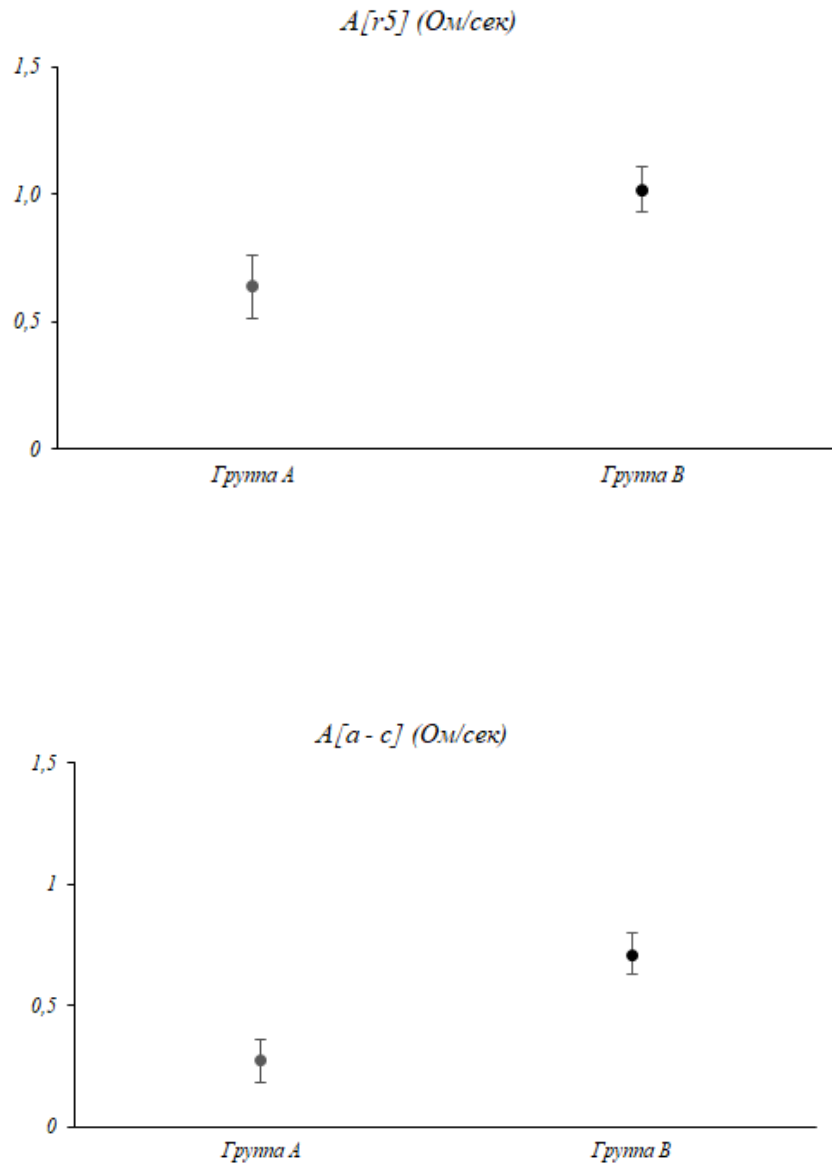 A[r5] (Ом/сек)
1,5
1,0
0,5
0
Группа А
Группа В
A[a - c] (Ом/сек)
1,5
1
0,5
0
Группа А
Группа В